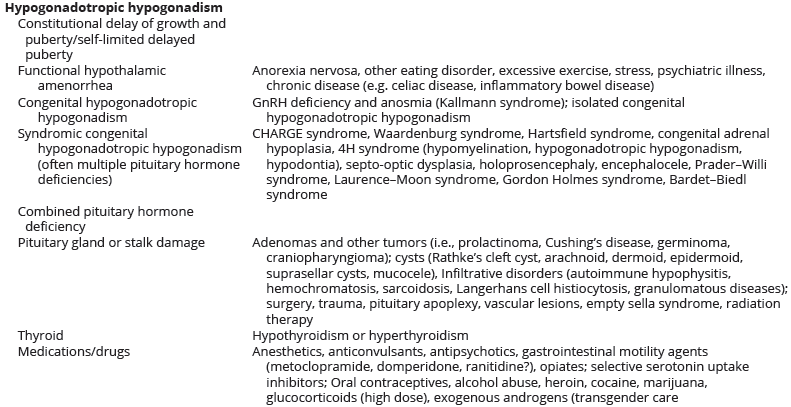 Hypogonadotropic hypogonadism
Constitutional delay of growth and
puberty/self-limited delayed
puberty
Functional hypothalamic
amenorrhea
Anorexia nervosa, other eating disorder, excessive exercise, stress, psychiatric illness,
chronic disease (e.g. celiac disease, inflammatory bowel disease)
Congenital hypogonadotropic
hypogonadism
GnRH deficiency and anosmia (Kallmann syndrome); isolated congenital
hypogonadotropic hypogonadism
Syndromic congenital
hypogonadotropic hypogonadism
(often multiple pituitary hormone
deficiencies)
CHARGE syndrome, Waardenburg syndrome, Hartsfield syndrome, congenital adrenal
hypoplasia, 4H syndrome (hypomyelination, hypogonadotropic hypogonadism,
hypodontia), septo-optic dysplasia, holoprosencephaly, encephalocele, Prader–Willi
syndrome, Laurence–Moon syndrome, Gordon Holmes syndrome, Bardet–Biedl
syndrome
Combined pituitary hormone
deficiency
Pituitary gland or stalk damage
Adenomas and other tumors (i.e., prolactinoma, Cushing’s disease, germinoma,
craniopharyngioma); cysts (Rathke’s cleft cyst, arachnoid, dermoid, epidermoid,
suprasellar cysts, mucocele), Infiltrative disorders (autoimmune hypophysitis,
hemochromatosis, sarcoidosis, Langerhans cell histiocytosis, granulomatous diseases);
surgery, trauma, pituitary apoplexy, vascular lesions, empty sella syndrome, radiation
therapy
Thyroid
Hypothyroidism or hyperthyroidism
Medications/drugs
Anesthetics, anticonvulsants, antipsychotics, gastrointestinal motility agents
(metoclopramide, domperidone, ranitidine?), opiates; selective serotonin uptake
inhibitors; Oral contraceptives, alcohol abuse, heroin, cocaine, marijuana,
glucocorticoids (high dose), exogenous androgens (transgender care